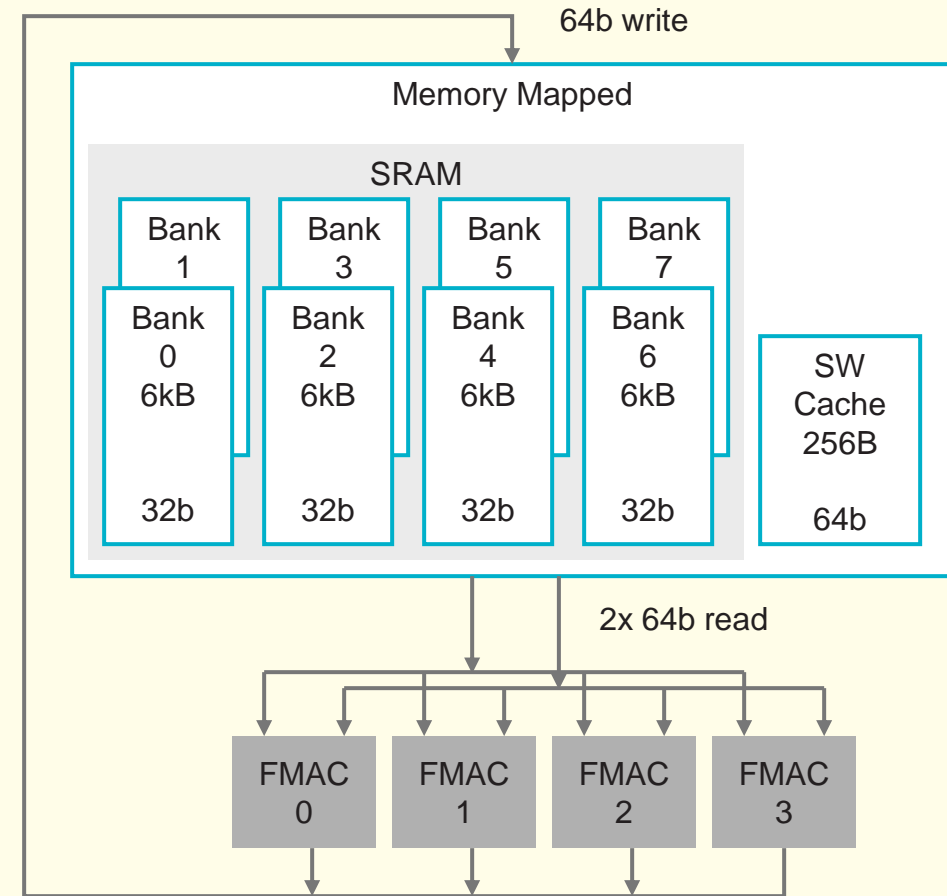 64b write
Memory Mapped
SRAM
Bank
1
Bank
3
Bank
5
Bank
7
Bank
0
6kB
32b
Bank
2
6kB
32b
Bank
4
6kB
32b
Bank
6
6kB
32b
SW
Cache
256B
64b
2x 64b read
FMAC
0
FMAC
1
FMAC
2
FMAC
3